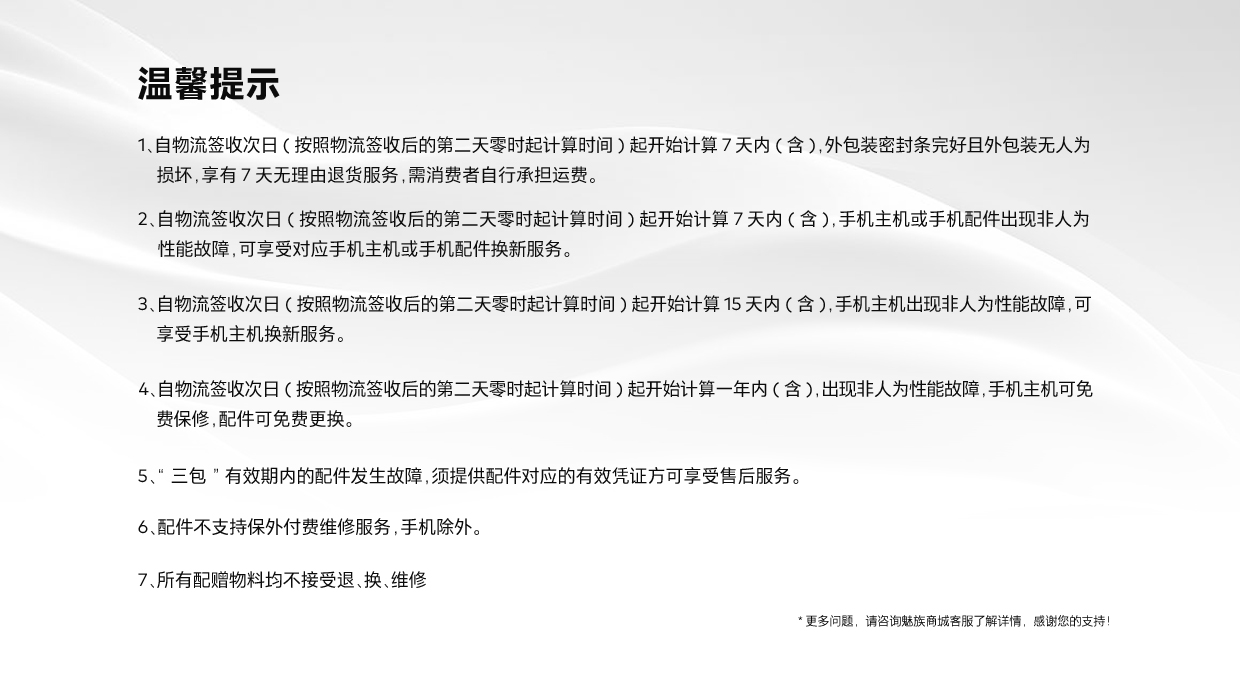 温馨提示
1、自物流签收次日(按照物流签收后的第二天零时起计算时间)起开始计算7天内(含),外包装密封条完好且外包装无人为
损坏,享有7天无理由退货服务,需消费者自行承担运费。
2、自物流签收次日(按照物流签收后的第二天零时起计算时间)起开始计算7天内(含),手机主机或手机配件出现非人为
性能故障,可享受对应手机主机或手机配件换新服务。
3、自物流签收次日(按照物流签收后的第二天零时起计算时间)起开始计算15天内(含),手机主机出现非人为性能故障,可
享受手机主机换新服务。
4、自物流签收次日(按照物流签收后的第二天零时起计算时间)起开始计算一年内(含),出现非人为性能故障,手机主机可免
费保修,配件可免费更换。
5、“三包”有效期内的配件发生故障,须提供配件对应的有效凭证方可享受售后服务。
6、配件不支持保外付费维修服务,手机除外。
7、所有配赠物料均不接受退、换、维修
*更多问题，请咨询魅族商城客服了解详情，感谢您的支持!